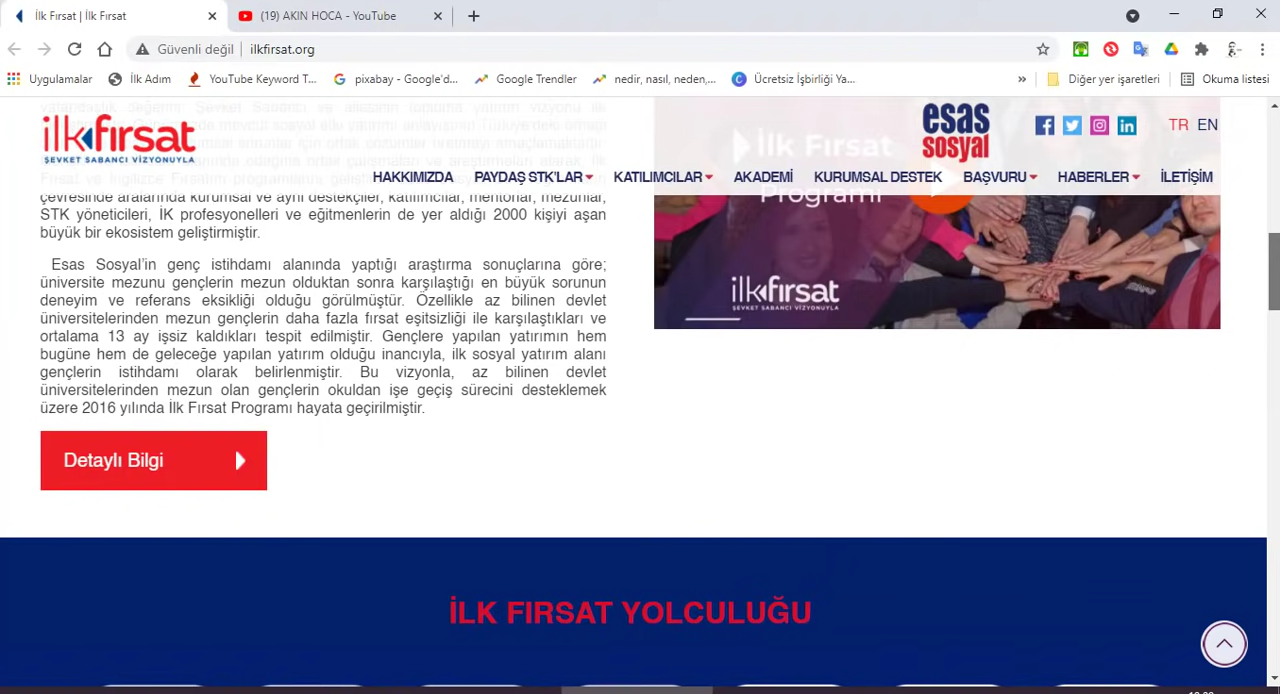 İlk Fırsat | İlk Fırsat
(19) AKIN HOCA - YouTube
Güvenli değil
ilkfirsat.org
Uygulamalar
İlk Adım
YouTube Keyword T...
pixabay - Google'd...
Google Trendler
nedir, nasıl, neden,...
Ücretsiz İşbirliği Ya...
»
Diğer yer işaretleri
Okuma listesi
ilkfırsat
ŞEVKET SABANCI VİZYONUYLA
esas
sosyal
TR EN
HAKKIMIZDA PAYDAŞ STK'LAR KATILIMCILAR AKADEMİ KURUMSAL DESTEK BAŞVURU HABERLER İLETİŞİM
çevresinde aralarında kurumsal ve ayni destekçiler, katılımcılar, mentorlar, mezunlar,
STK yöneticileri, İK profesyonelleri ve eğitmenlerin de yer aldığı 2000 kişiyi aşan
büyük bir ekosistem geliştirmiştir.
Esas Sosyal'in genç istihdamı alanında yaptığı araştırma sonuçlarına göre;
üniversite mezunu gençlerin mezun olduktan sonra karşılaştığı en büyük sorunun
deneyim ve referans eksikliği olduğu görülmüştür. Özellikle az bilinen devlet
üniversitelerinden mezun gençlerin daha fazla fırsat eşitsizliği ile karşılaştıkları ve
ortalama 13 ay işsiz kaldıkları tespit edilmiştir. Gençlere yapılan yatırımın hem
bugüne hem de geleceğe yapılan yatırım olduğu inancıyla, ilk sosyal yatırım alanı
gençlerin istihdamı olarak belirlenmiştir. Bu vizyonla, az bilinen devlet
üniversitelerinden mezun olan gençlerin okuldan işe geçiş sürecini desteklemek
üzere 2016 yılında İlk Fırsat Programı hayata geçirilmiştir.
Detaylı Bilgi
İlk Fırsat
Programı
ilkfırsat
ŞEVKET SABANCI VİZYONUYLA
İLK FIRSAT YOLCULUĞU